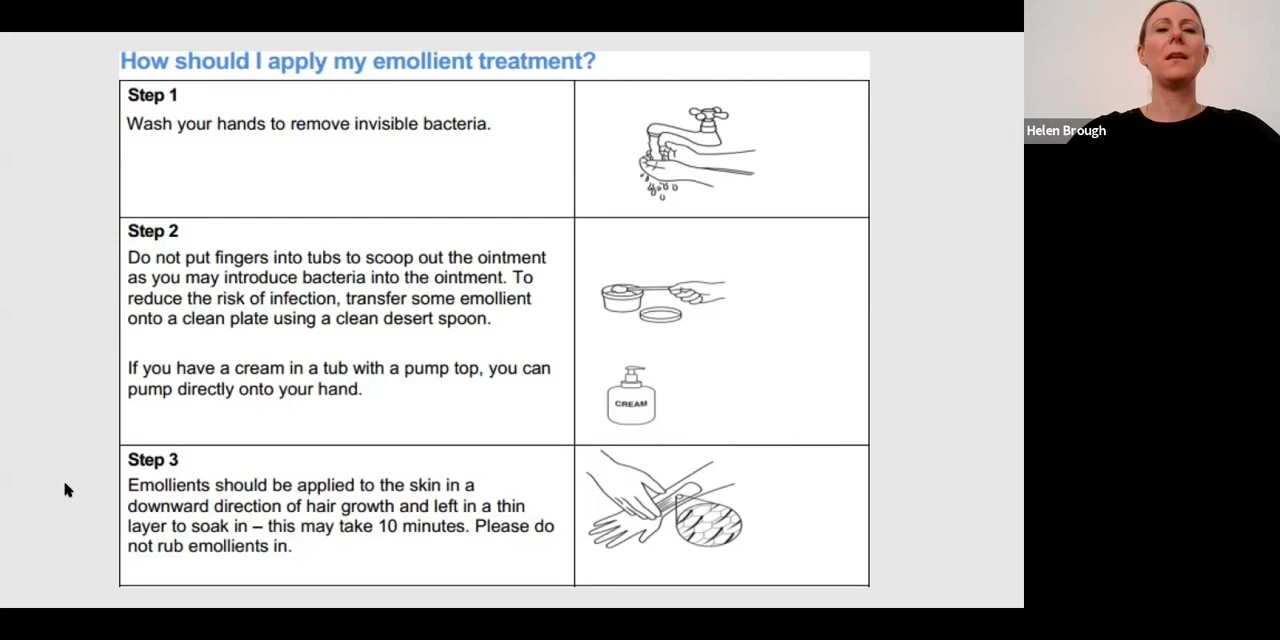 How should I apply my emollient treatment?
Step 1
Wash your hands to remove invisible bacteria.
Step 2
Do not put fingers into tubs to scoop out the ointment
as you may introduce bacteria into the ointment. To
reduce the risk of infection, transfer some emollient
onto a clean plate using a clean desert spoon.
If you have a cream in a tub with a pump top, you can
pump directly onto your hand.
CREAM
Step 3
Emollients should be applied to the skin in a
downward direction of hair growth and left in a thin
layer to soak in – this may take 10 minutes. Please do
not rub emollients in.
Helen Brough